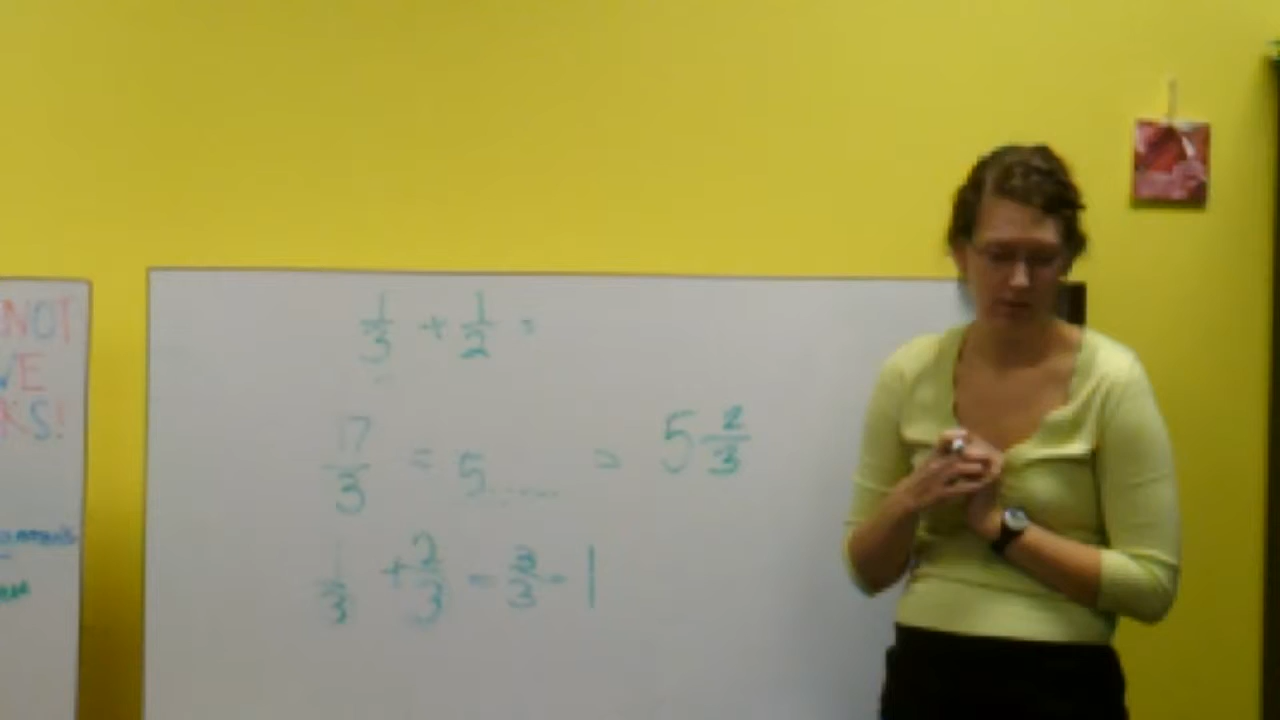 NOT
VE
KS!
1/3 + 1/2 =
17/3 = 5..... = 5 2/3
/3 + 2/3 = 3/3 = 1